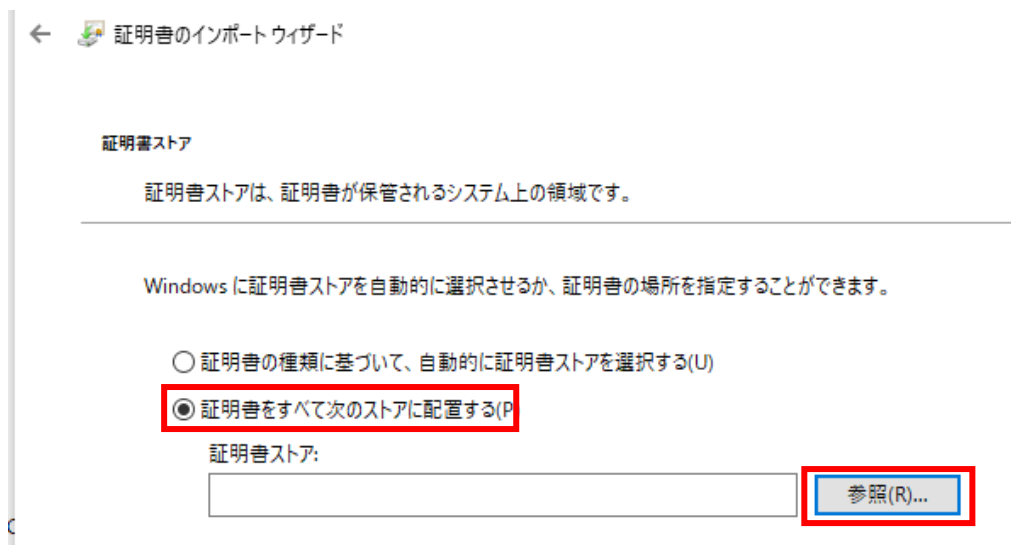 証明書のインポート ウィザード
証明書ストア
証明書ストアは、証明書が保管されるシステム上の領域です。
Windows に証明書ストアを自動的に選択させるか、証明書の場所を指定することができます。
証明書の種類に基づいて、自動的に証明書ストアを選択する(U)
証明書をすべて次のストアに配置する(P
証明書ストア:
参照(R)...